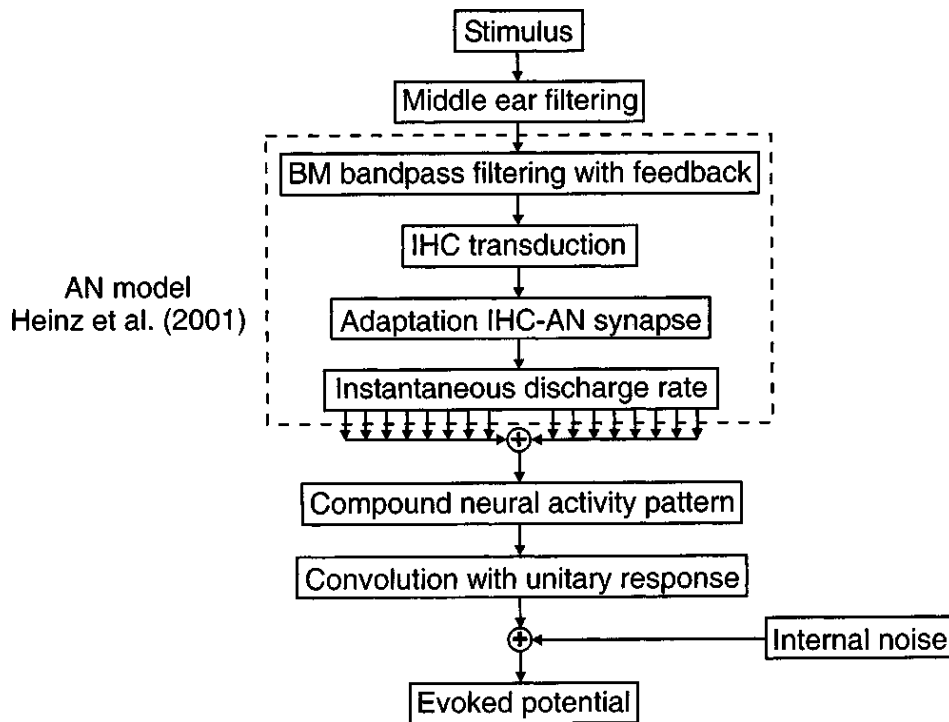 Stimulus
Middle ear filtering
BM bandpass filtering with feedback
IHC transduction
AN model
Heinz et al. (2001)
Adaptation IHC-AN synapse
Instantaneous discharge rate
Compound neural activity pattern
Convolution with unitary response
Internal noise
Evoked potential